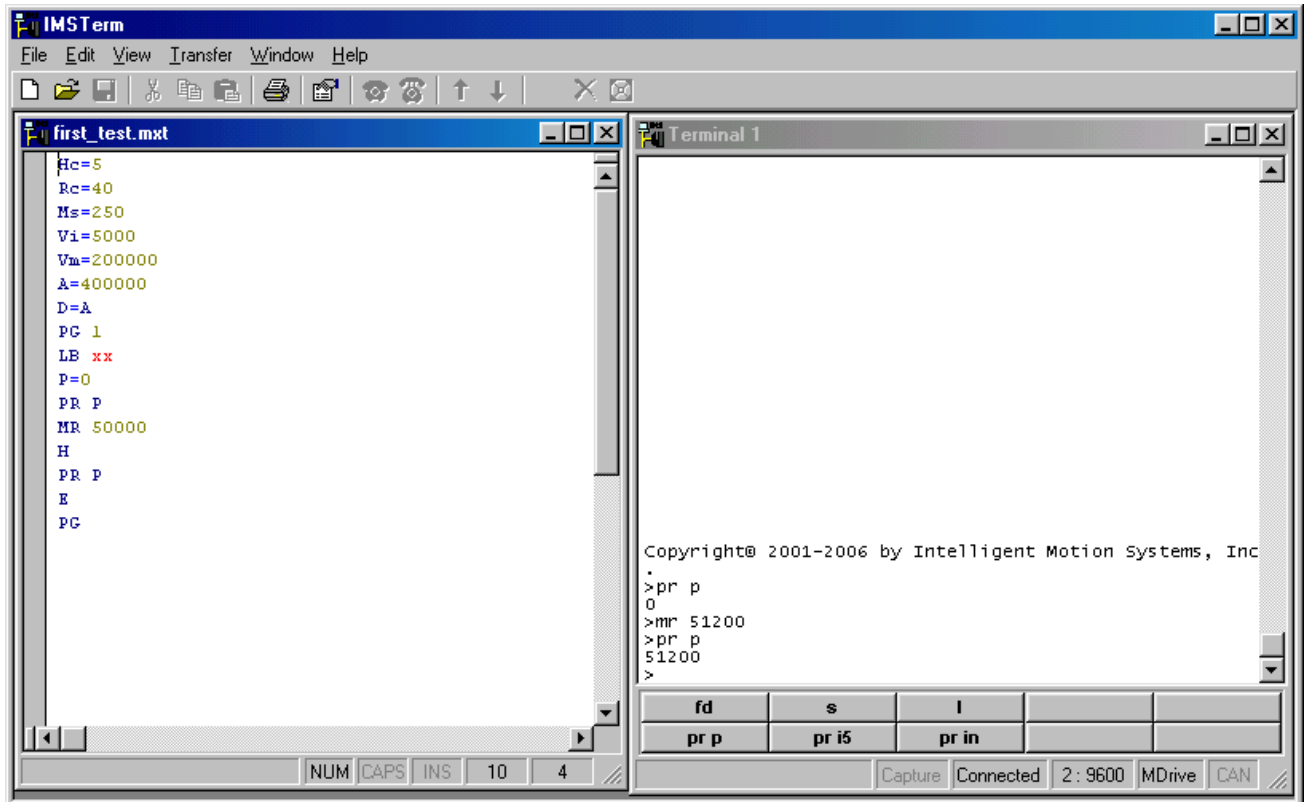 IMSTerm
File Edit View Transfer Window Help
first_test.mxt
Hc=5
Rc=40
Ms=250
Vi=5000
Vm=200000
A=400000
D=A
PG 1
LB xx
P=0
PR P
MR 50000
H
PR P
E
PG
NUM CAPS INS 10 4
Terminal 1
Copyright® 2001-2006 by Intelligent Motion Systems, Inc
.
>pr p
0
>mr 51200
>pr p
51200
>
fd s l
pr p pr i5 pr in
Capture Connected 2 : 9600 MDrive CAN